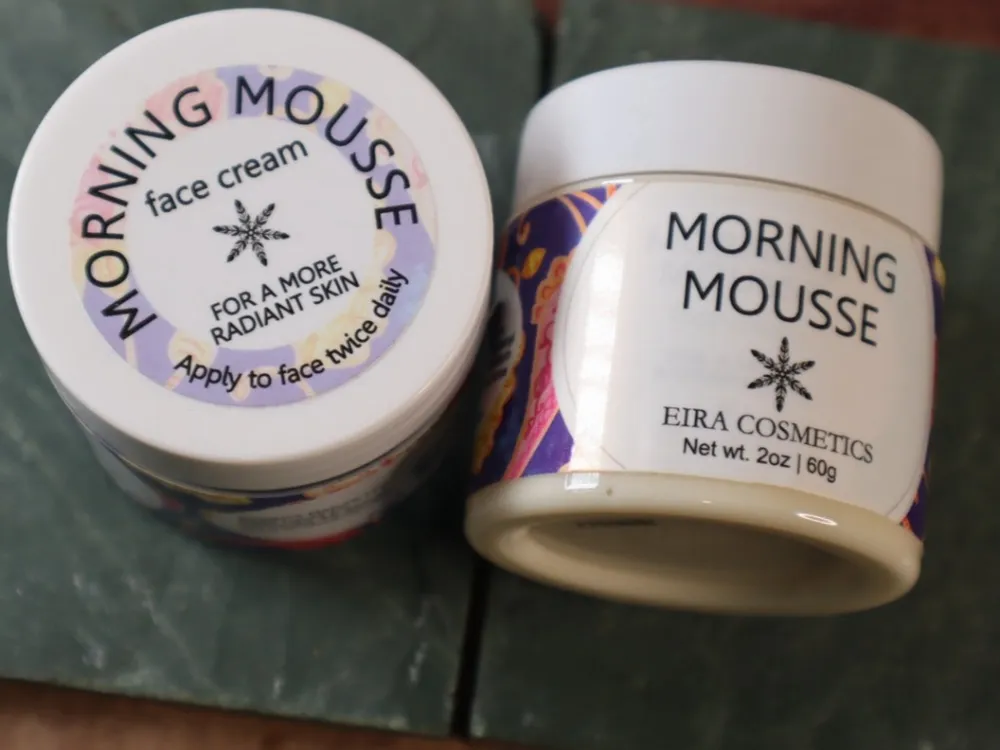 MORNING MOUSSE
face cream
FOR A MORE
RADIANT SKIN
Apply to face twice daily
MORNING
MOUSSE
EIRA COSMETICS
Net wt. 2oz | 60g